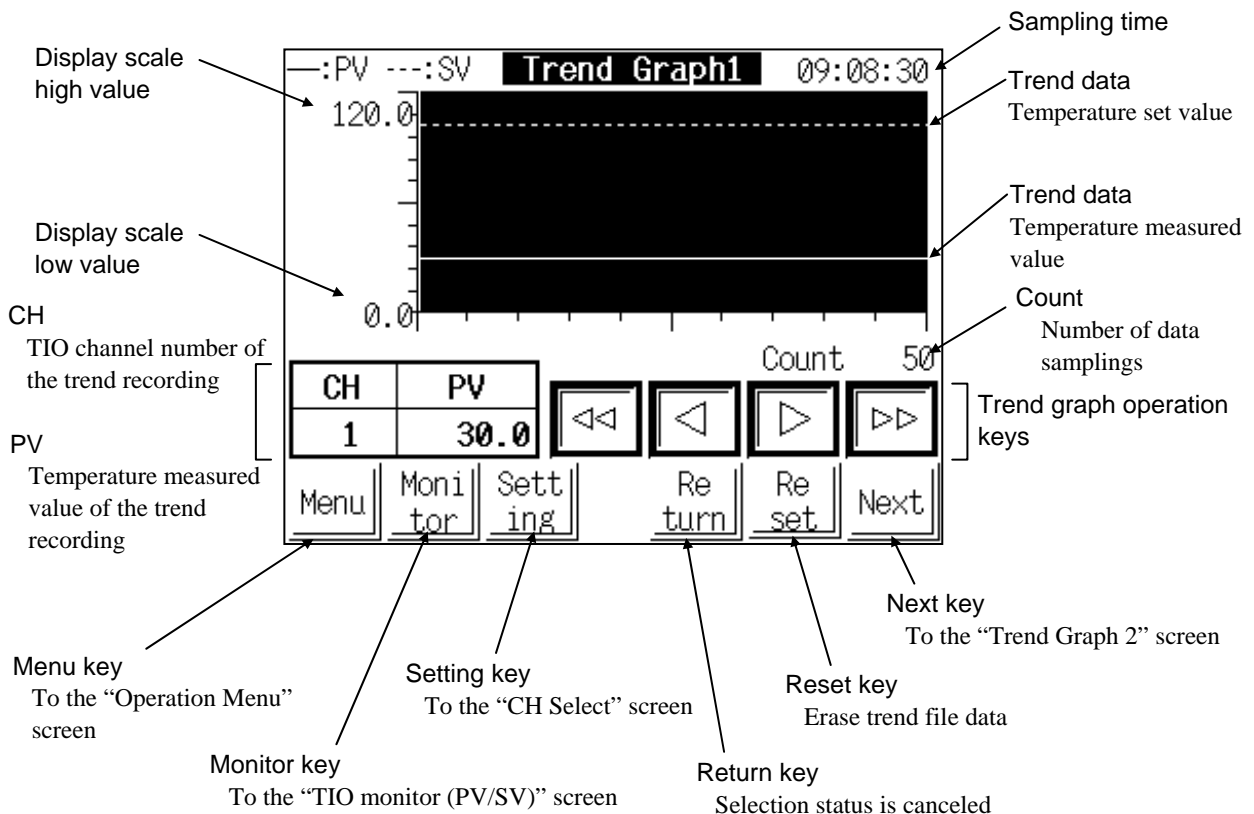 Sampling time
Display scale
high value
—:PV ---:SV Trend Graph1 09:08:30
Trend data
Temperature set value
120.0
Trend data
Temperature measured
value
Display scale
low value
0.0
Count
Number of data
samplings
CH
TIO channel number of
the trend recording
Count 50
CH PV
1 30.0
Trend graph operation
keys
PV
Temperature measured
value of the trend
recording
Menu
Moni
tor
Sett
ing
Re
turn
Re
set
Next
Next key
To the “Trend Graph 2” screen
Menu key
To the “Operation Menu”
screen
Setting key
To the “CH Select” screen
Reset key
Erase trend file data
Monitor key
To the “TIO monitor (PV/SV)” screen
Return key
Selection status is canceled